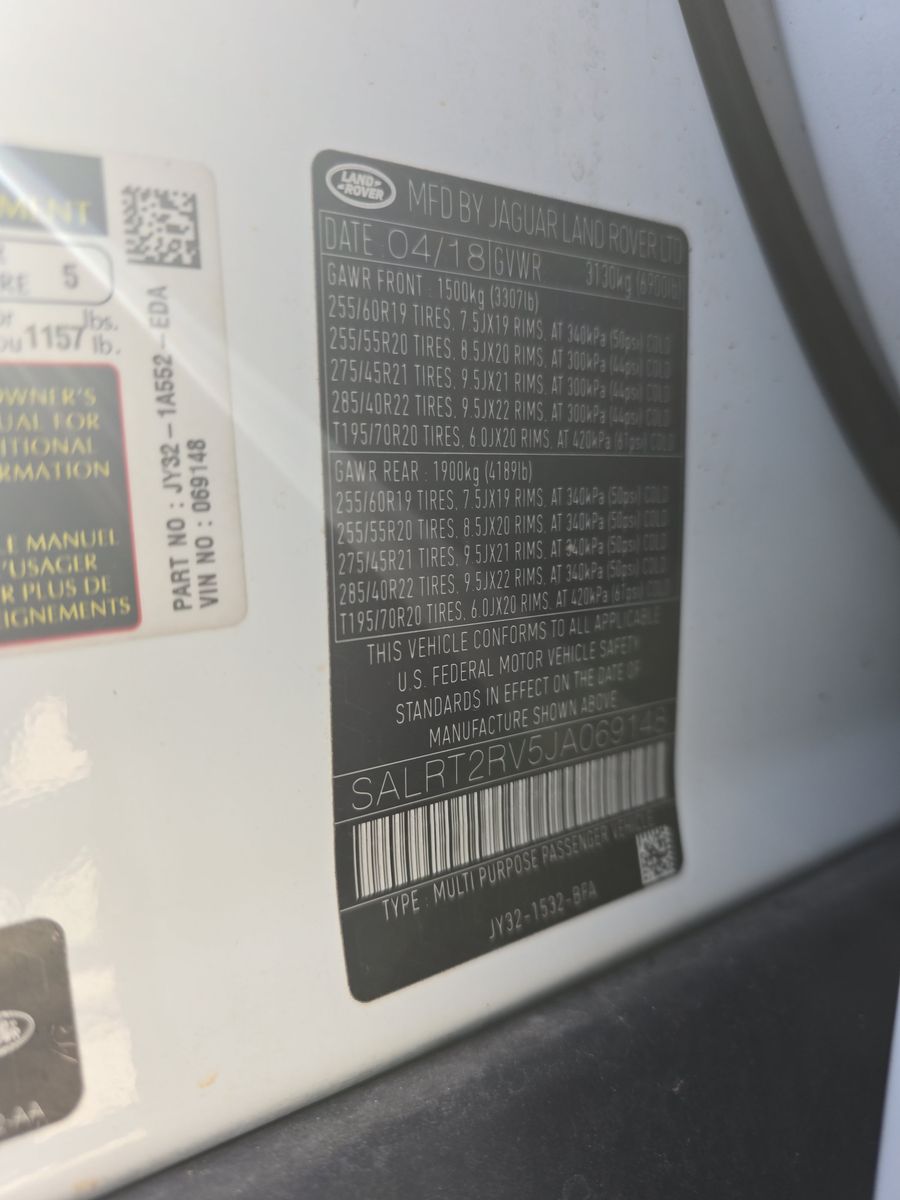 MENT
RE 5
lbs.
1157 lb.
OWNER'S
UAL FOR
ITIONAL
RMATION
LE MANUEL
'USAGER
R PLUS DE
IGNEMENTS
PART NO : JY32-1A552-EDA
VIN NO : 069148
LAND ROVER
MFD BY JAGUAR LAND ROVER LTD
DATE : 04/18 GVWR 3130kg (6900lb)
GAWR FRONT : 1500kg (3307lb)
255/60R19 TIRES, 7.5JX19 RIMS, AT 340kPa (50psi) COLD
255/55R20 TIRES, 8.5JX20 RIMS, AT 300kPa (44psi) COLD
275/45R21 TIRES, 9.5JX21 RIMS, AT 300kPa (44psi) COLD
285/40R22 TIRES, 9.5JX22 RIMS, AT 300kPa (44psi) COLD
T195/70R20 TIRES, 6.0JX20 RIMS, AT 420kPa (61psi) COLD
GAWR REAR : 1900kg (4189lb)
255/60R19 TIRES, 7.5JX19 RIMS, AT 340kPa (50psi) COLD
255/55R20 TIRES, 8.5JX20 RIMS, AT 340kPa (50psi) COLD
275/45R21 TIRES, 9.5JX21 RIMS, AT 340kPa (50psi) COLD
285/40R22 TIRES, 9.5JX22 RIMS, AT 340kPa (50psi) COLD
T195/70R20 TIRES, 6.0JX20 RIMS, AT 420kPa (61psi) COLD
THIS VEHICLE CONFORMS TO ALL APPLICABLE
U.S. FEDERAL MOTOR VEHICLE SAFETY
STANDARDS IN EFFECT ON THE DATE OF
MANUFACTURE SHOWN ABOVE.
SALRT2RV5JA069148
TYPE : MULTI PURPOSE PASSENGER VEHICLE
JY32-1532-BFA
-AA